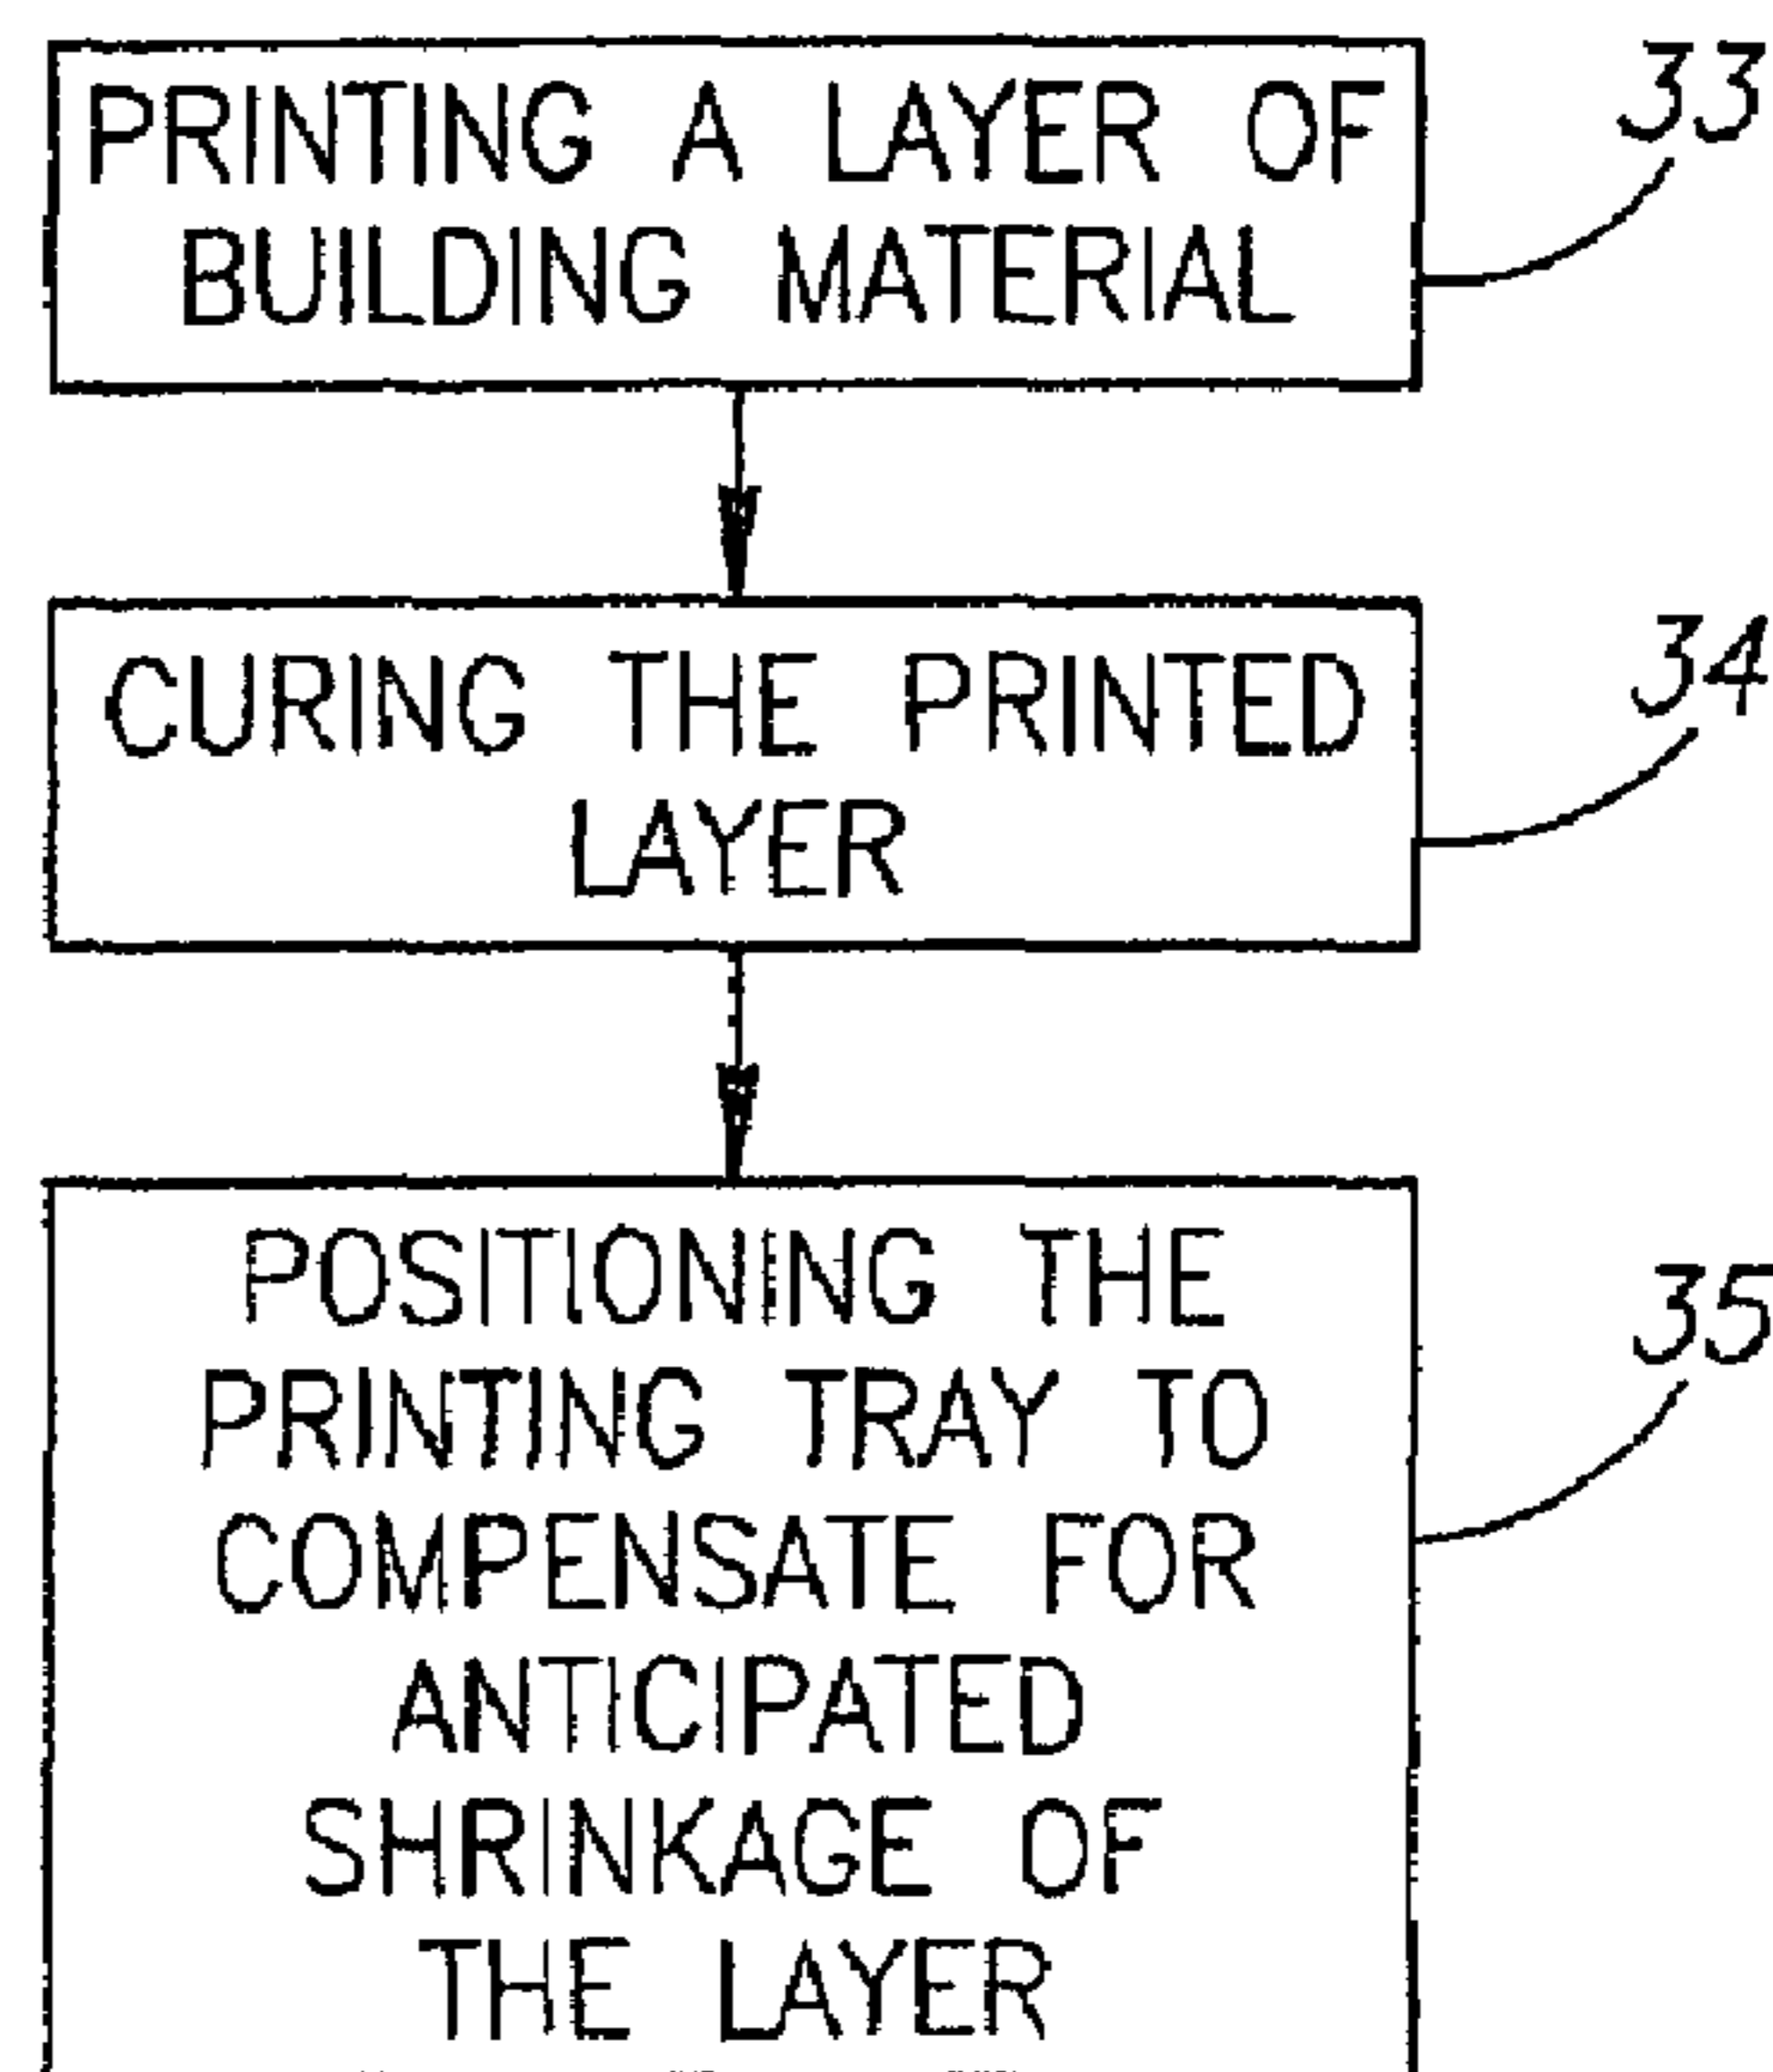 PRINTING A LAYER OF
BUILDING MATERIAL
33
CURING THE PRINTED
LAYER
34
POSITIONING THE
PRINTING TRAY TO
COMPENSATE FOR
ANTICIPATED
SHRINKAGE OF
THE LAYER
35